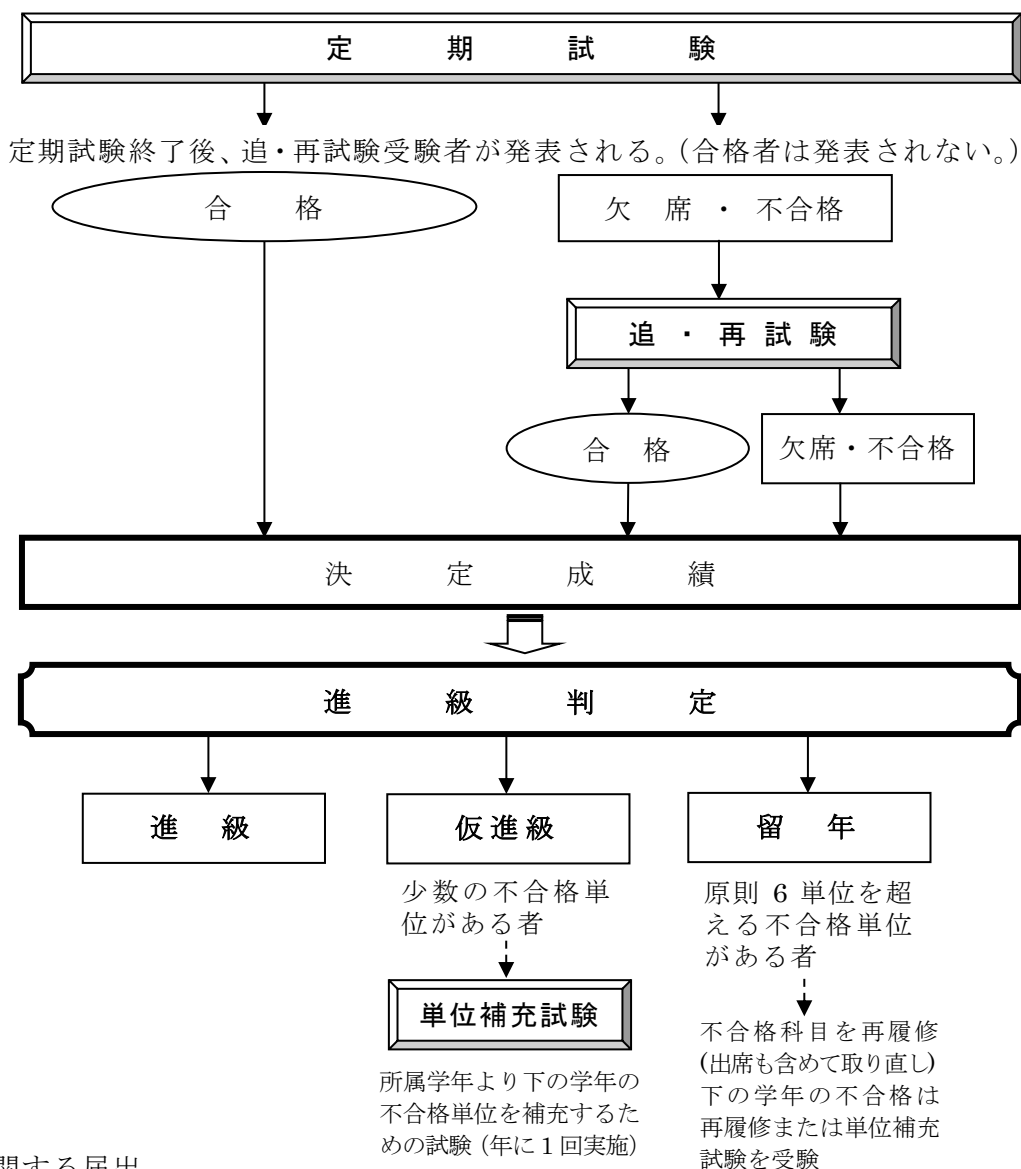 定期試験
定期試験終了後、追・再試験受験者が発表される。(合格者は発表されない。)
合格
欠席・不合格
追・再試験
合格
欠席・不合格
決定成績
進級判定
進級
仮進級
留年
少数の不合格単
位がある者
原則 6 単位を超
える不合格単位
がある者
単位補充試験
所属学年より下の学年の
不合格単位を補充するた
めの試験 (年に 1 回実施)
不合格科目を再履修
(出席も含めて取り直し)
下の学年の不合格は
再履修または単位補充
試験を受験
する届出